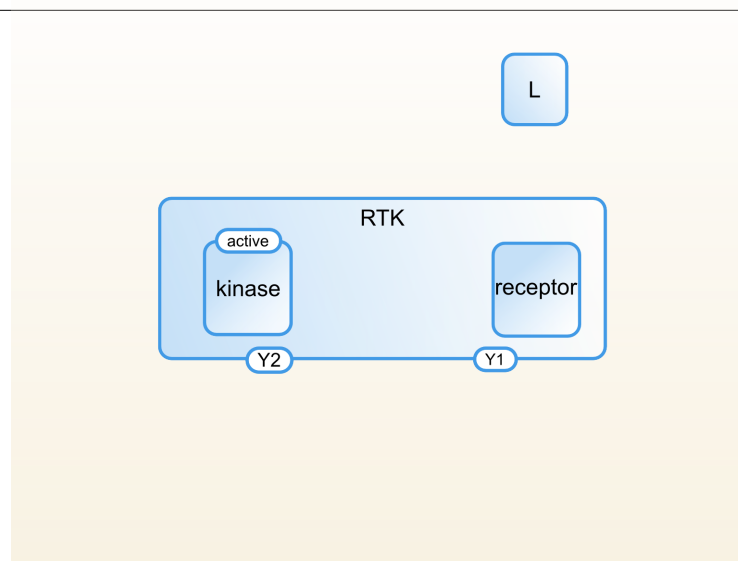 L
RTK
active
kinase
receptor
Y2
Y1